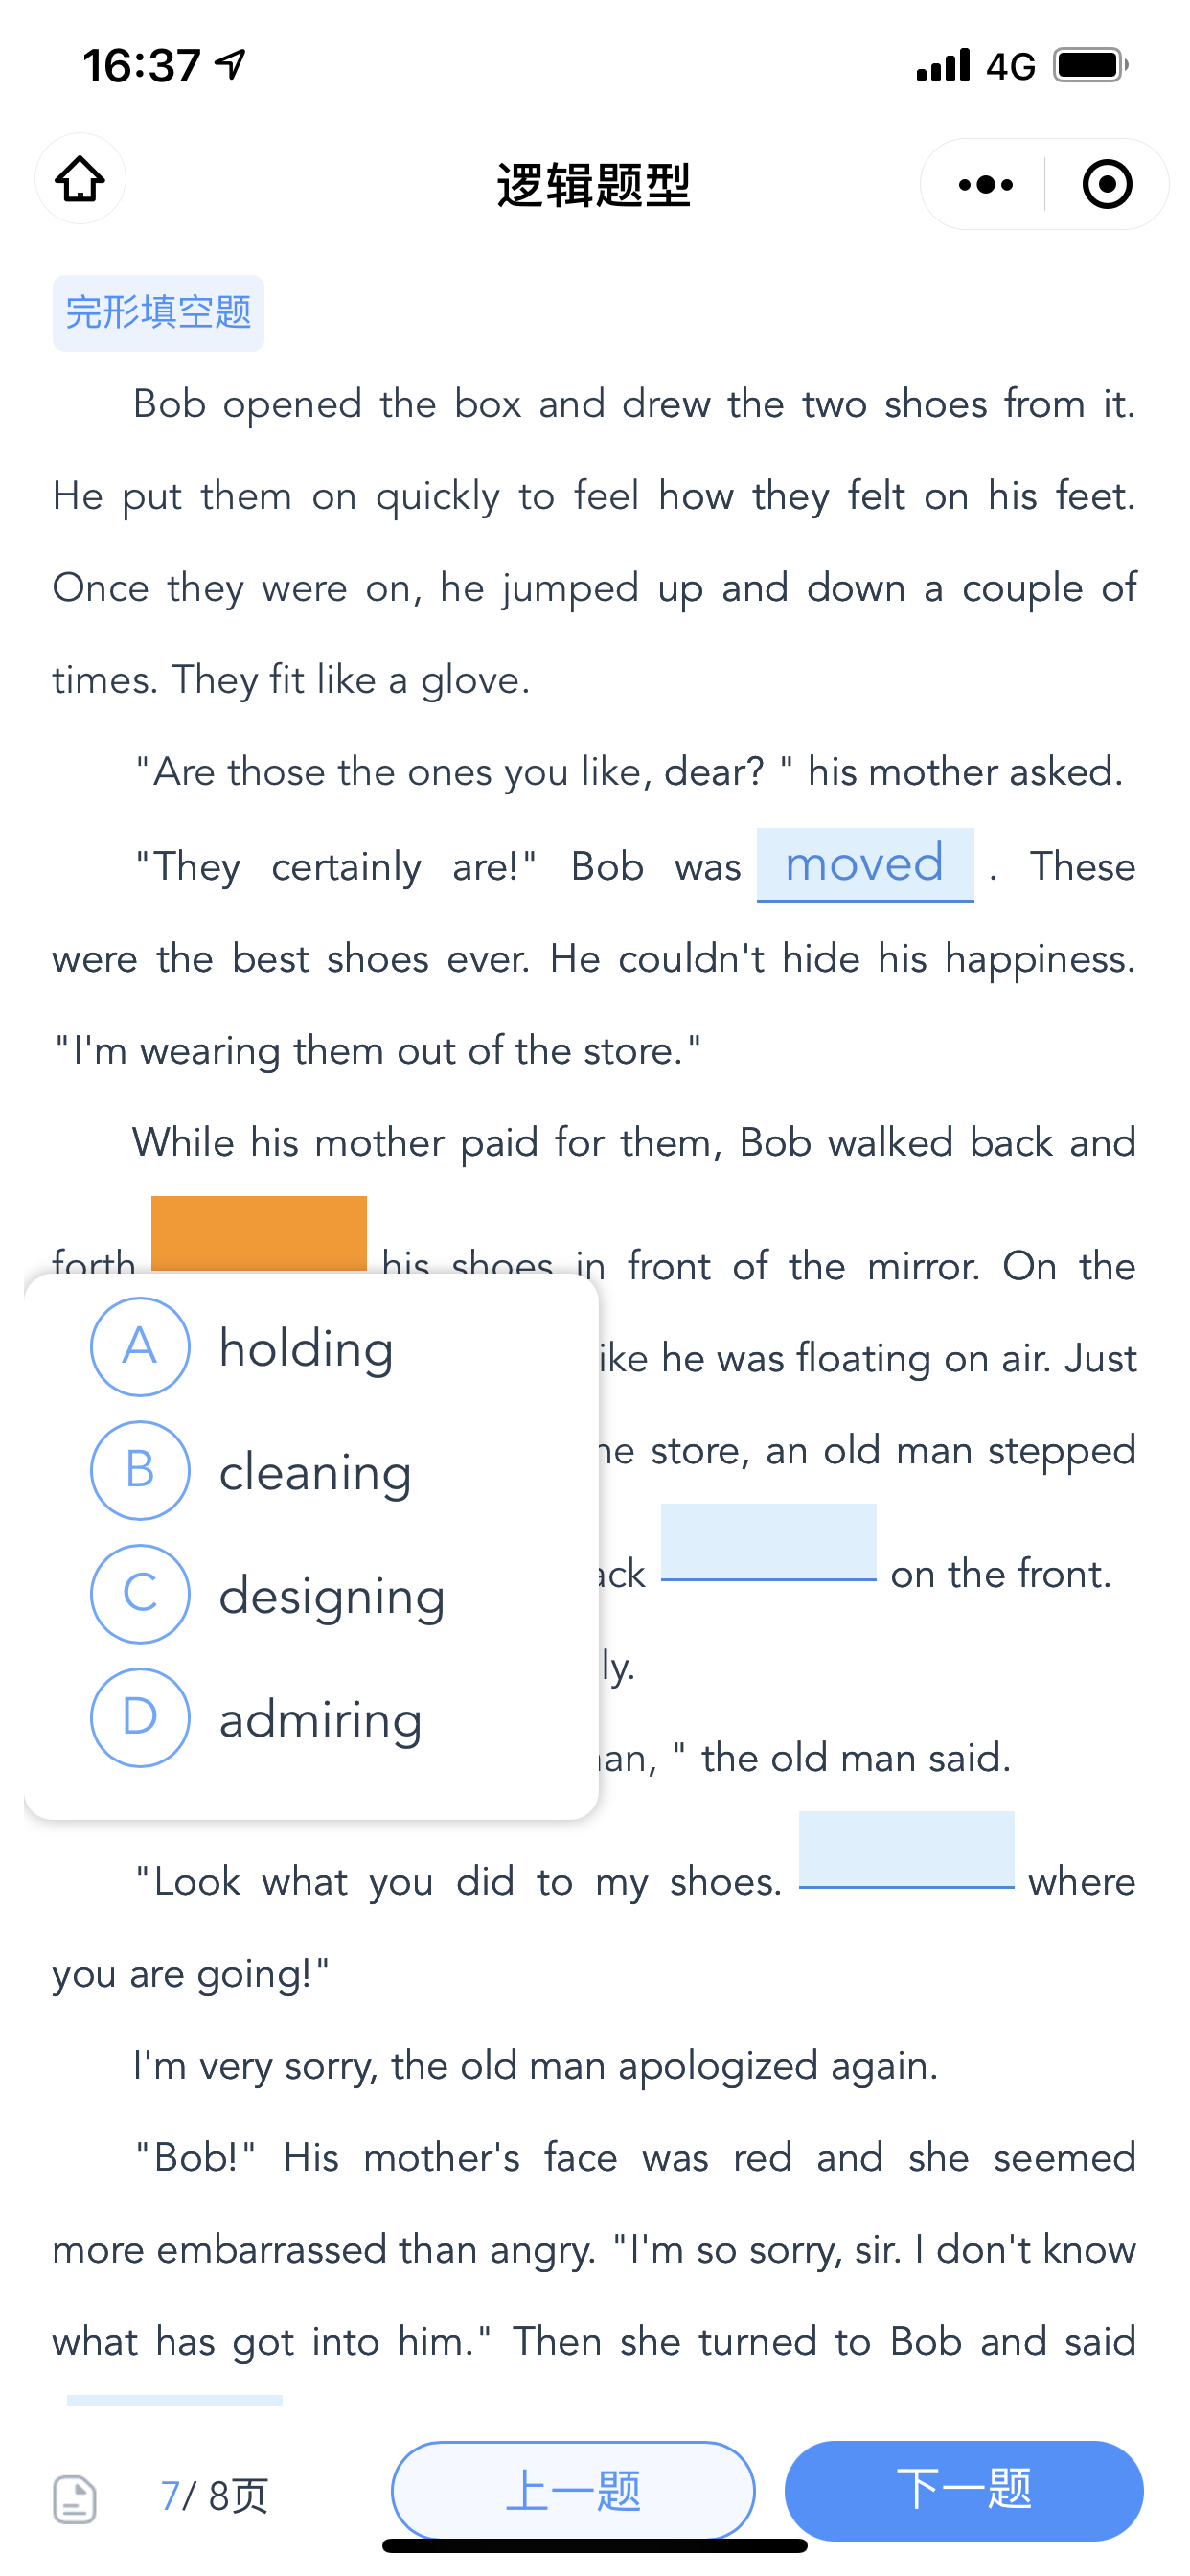 16:37
4G
逻辑题型
完形填空题
Bob opened the box and drew the two shoes from it.
He put them on quickly to feel how they felt on his feet.
Once they were on, he jumped up and down a couple of
times. They fit like a glove.
"Are those the ones you like, dear? " his mother asked.
"They certainly are!" Bob was moved . These
were the best shoes ever. He couldn't hide his happiness.
"I'm wearing them out of the store."
While his mother paid for them, Bob walked back and
forth his shoes in front of the mirror. On the
A holding
ike he was floating on air. Just
B cleaning
he store, an old man stepped
C designing
ack on the front.
ly.
D admiring
an, " the old man said.
"Look what you did to my shoes. where
you are going!"
I'm very sorry, the old man apologized again.
"Bob!" His mother's face was red and she seemed
more embarrassed than angry. "I'm so sorry, sir. I don't know
what has got into him." Then she turned to Bob and said
7/ 8页
上一题
下一题